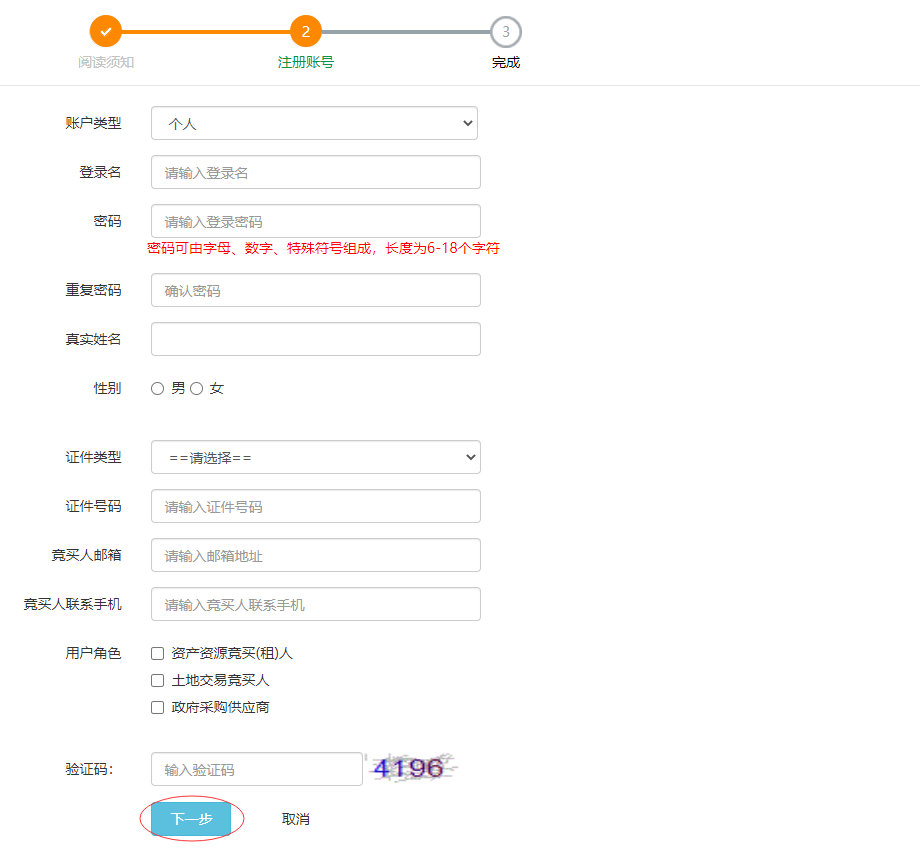 2 3
阅读须知 注册账号 完成
账户类型 个人
登录名 请输入登录名
密码 请输入登录密码
密码可由字母、数字、特殊符号组成，长度为6-18个字符
重复密码 确认密码
真实姓名
性别 男 女
证件类型 ==请选择==
证件号码 请输入证件号码
竞买人邮箱 请输入邮箱地址
竞买人联系手机 请输入竞买人联系手机
用户角色 资产资源竞买(租)人
土地交易竞买人
政府采购供应商
验证码： 输入验证码 4196
下一步 取消